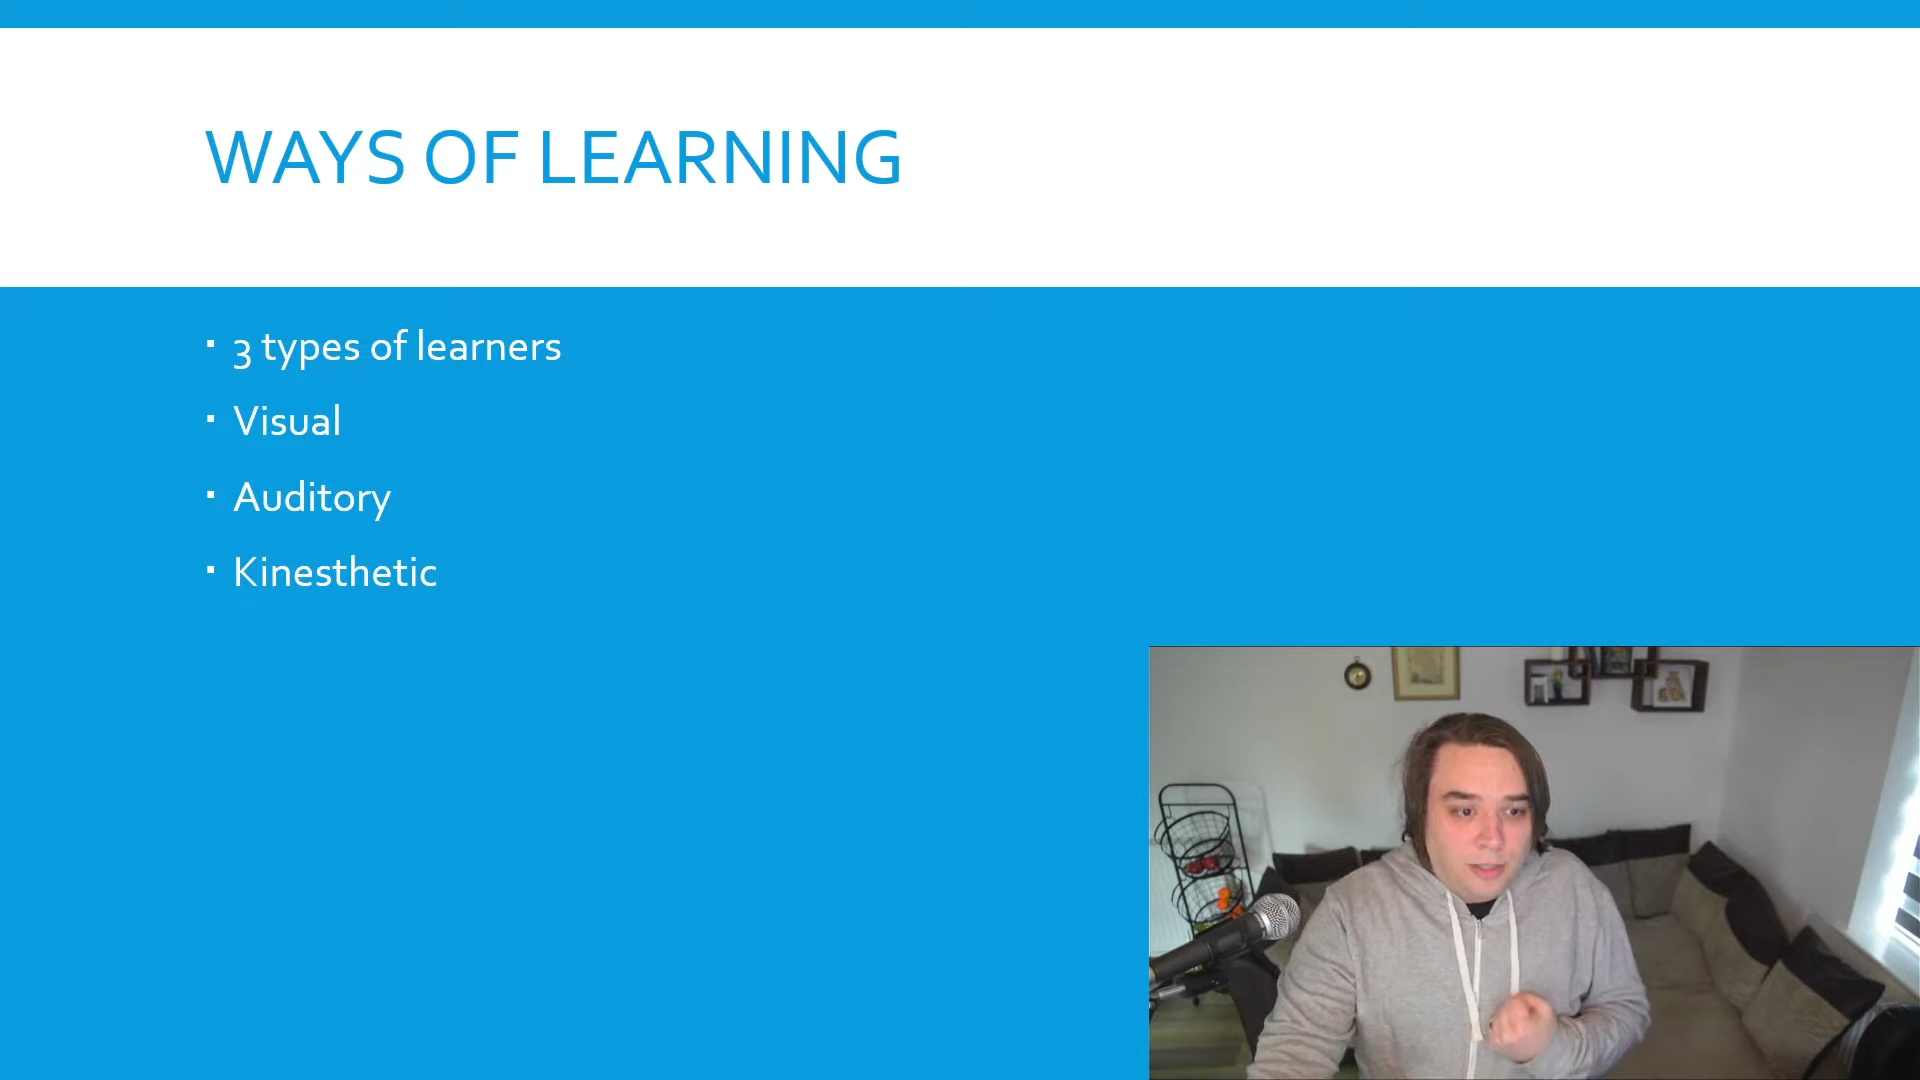 WAYS OF LEARNING
▪ 3 types of learners
▪ Visual
▪ Auditory
▪ Kinesthetic